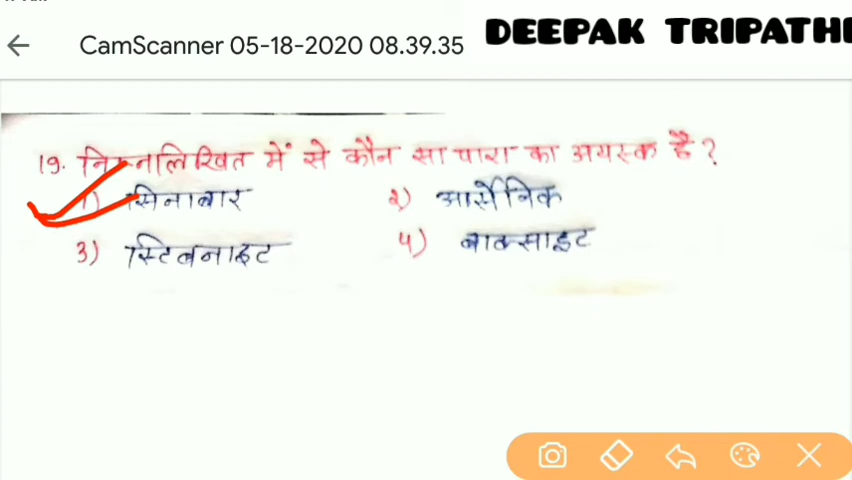 DEEPAK TRIPATHI
CamScanner 05-18-2020 08.39.35
19. निम्नलिखित में से कौन सा पारा का अयस्क है?
1) सिनाबार 2) आर्सेनिक
3) स्टिबनाइट 4) बाक्साइट